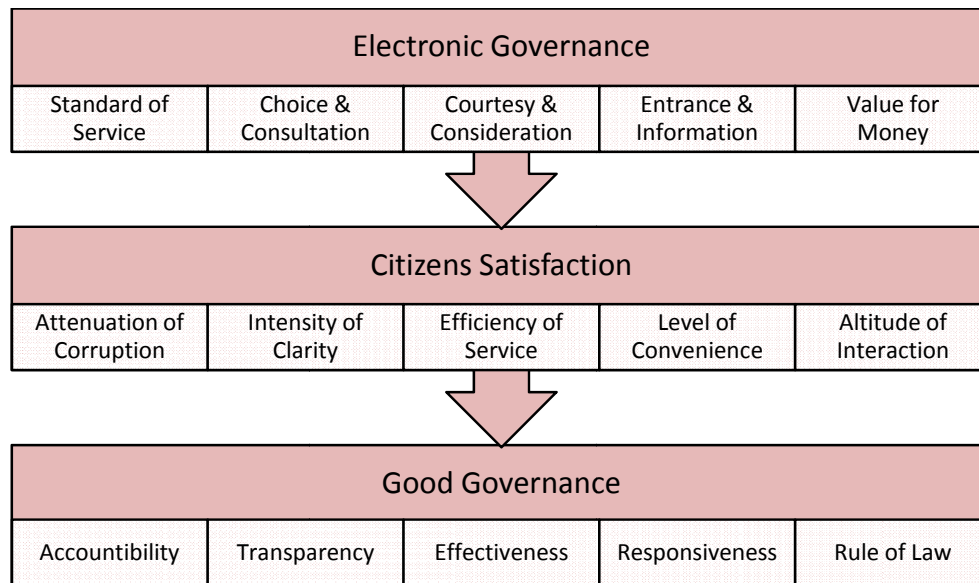 Electronic Governance
Standard of
Service
Choice &
Consultation
Courtesy &
Consideration
Entrance &
Information
Value for
Money
Citizens Satisfaction
Attenuation of
Corruption
Intensity of
Clarity
Efficiency of
Service
Level of
Convenience
Altitude of
Interaction
Good Governance
Accountibility
Transparency
Effectiveness
Responsiveness
Rule of Law